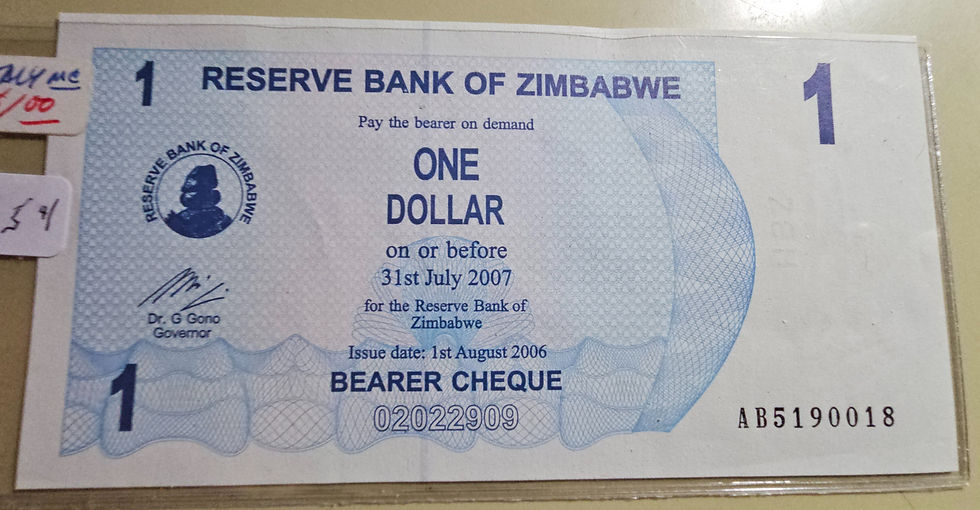 1
RESERVE BANK OF ZIMBABWE
1
Pay the bearer on demand
ONE
DOLLAR
RESERVE BANK OF ZIMBABWE
on or before
31st July 2007
for the Reserve Bank of
Zimbabwe
Dr. G Gono
Governor
Issue date: 1st August 2006
1
BEARER CHEQUE
02022909
AB5190018